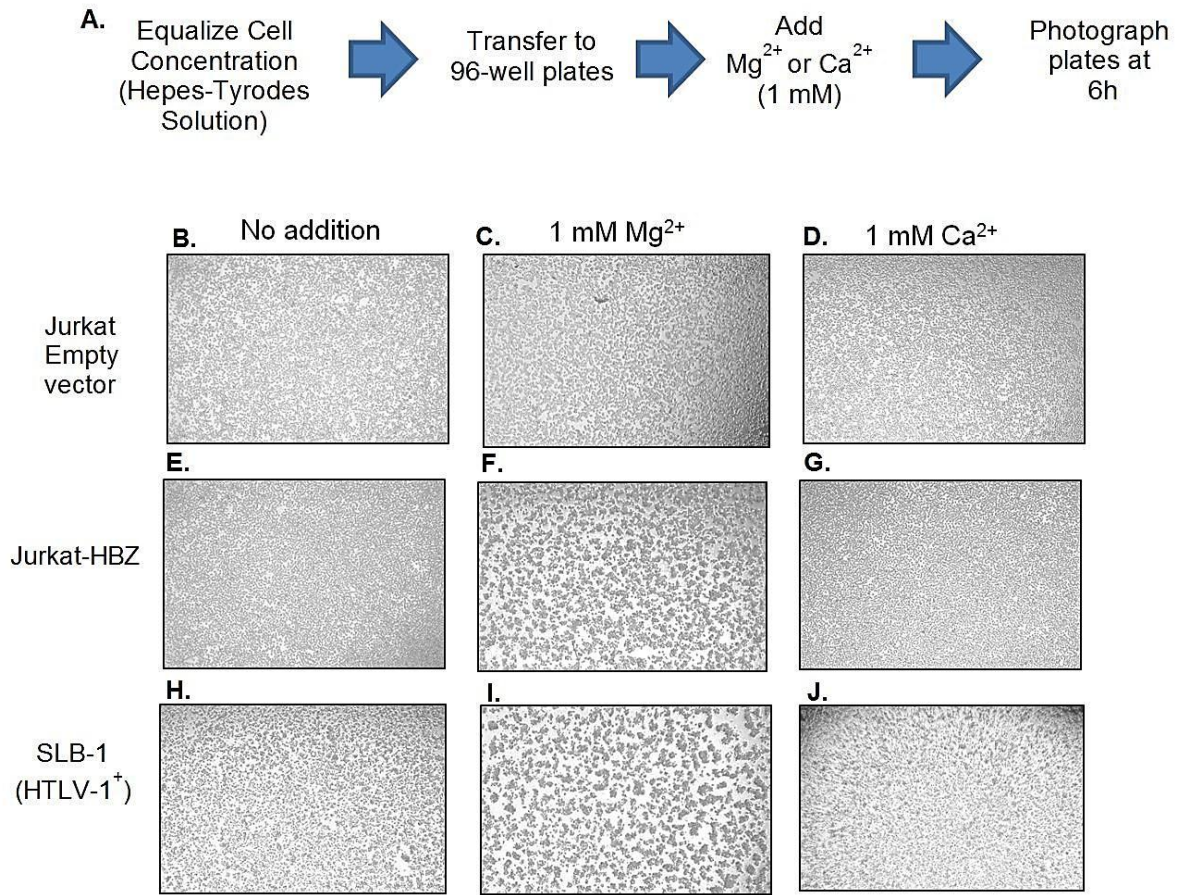 A.
Equalize Cell
Concentration
(Hepes-Tyrodes
Solution)
Transfer to
96-well plates
Add
Mg²⁺ or Ca²⁺
(1 mM)
Photograph
plates at
6h
B. No addition
C. 1 mM Mg²⁺
D. 1 mM Ca²⁺
Jurkat
Empty
vector
E.
F.
G.
Jurkat-HBZ
H.
I.
J.
SLB-1
(HTLV-1⁺)